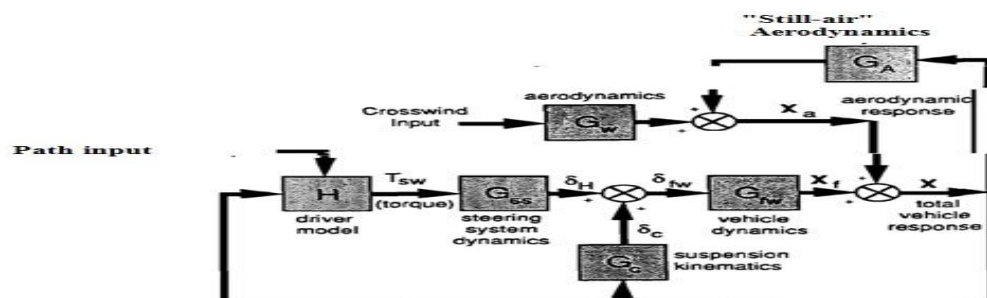 "Still-air"
Aerodynamics
G_A
aerodynamics
Crosswind
Input
G_w
X_a
aerodynamic
response
Path input
H
T_sw
(torque)
driver
model
G_ss
steering
system
dynamics
δ_H
δ_fw
G_fw
vehicle
dynamics
X_f
X
total
vehicle
response
δ_c
G_c
suspension
kinematics